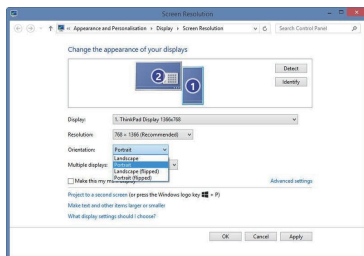 Screen Resolution
« Appearance and Personalisation › Display › Screen Resolution
Search Control Panel
Change the appearance of your displays
2
1
Detect
Identify
Display: 1. ThinkPad Display 1366x768
Resolution: 768 × 1366 (Recommended)
Orientation: Portrait
Landscape
Portrait
Landscape (flipped)
Portrait (flipped)
Multiple displays:
Make this my m
Advanced settings
Project to a second screen (or press the Windows logo key + P)
Make text and other items larger or smaller
What display settings should I choose?
OK Cancel Apply